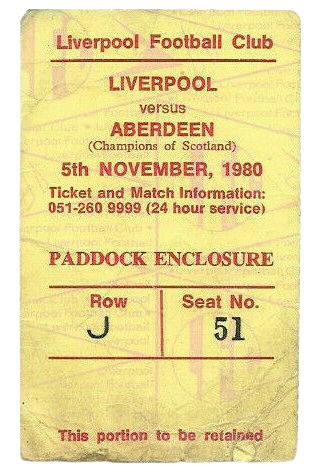 Liverpool Football Club
LIVERPOOL
versus
ABERDEEN
(Champions of Scotland)
5th NOVEMBER, 1980
Ticket and Match Information:
051-260 9999 (24 hour service)
PADDOCK ENCLOSURE
Row
Seat No.
J
51
This portion to be retained